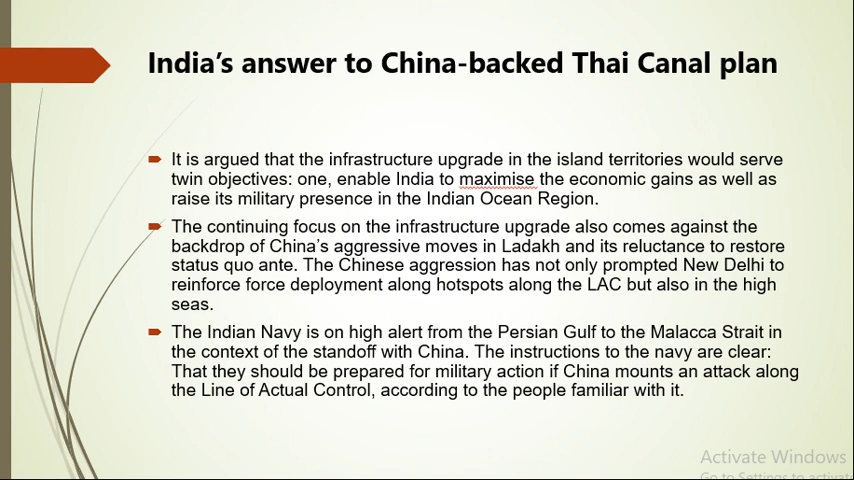 India’s answer to China-backed Thai Canal plan
It is argued that the infrastructure upgrade in the island territories would serve
twin objectives: one, enable India to maximise the economic gains as well as
raise its military presence in the Indian Ocean Region.
The continuing focus on the infrastructure upgrade also comes against the
backdrop of China’s aggressive moves in Ladakh and its reluctance to restore
status quo ante. The Chinese aggression has not only prompted New Delhi to
reinforce force deployment along hotspots along the LAC but also in the high
seas.
The Indian Navy is on high alert from the Persian Gulf to the Malacca Strait in
the context of the standoff with China. The instructions to the navy are clear:
That they should be prepared for military action if China mounts an attack along
the Line of Actual Control, according to the people familiar with it.
Activate Windows
Go to Settings to activate